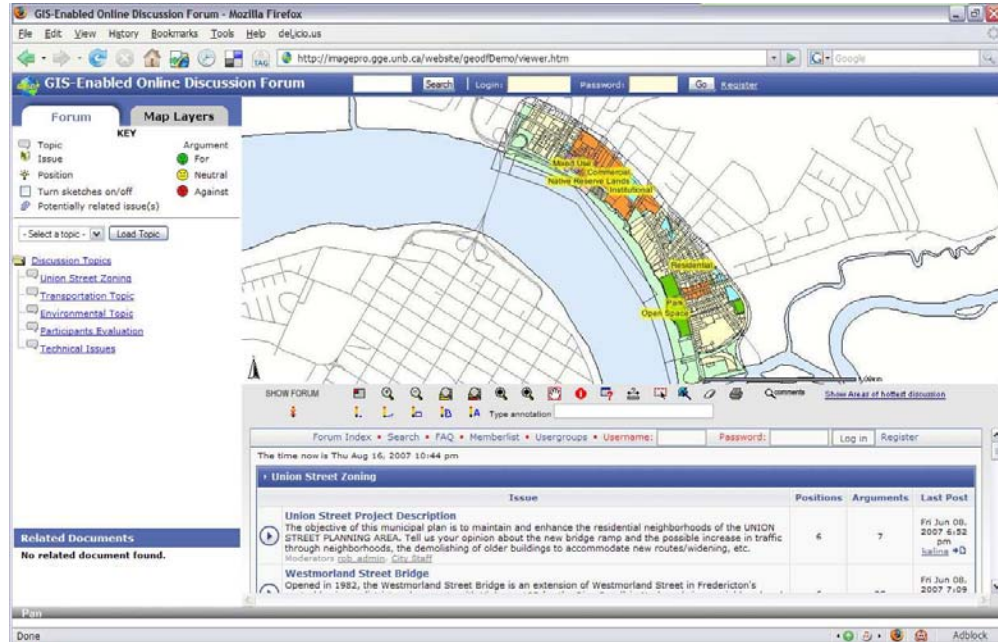 GIS-Enabled Online Discussion Forum - Mozilla Firefox
File Edit View History Bookmarks Tools Help del.icio.us
TAG http://imagepro.gge.unb.ca/website/geodfDemo/viewer.htm Google
GIS-Enabled Online Discussion Forum Search Login: Password: Go Register
Forum Map Layers
KEY
Topic Argument
Issue For
Position Neutral
Turn sketches on/off Against
Potentially related issue(s)
- Select a topic - Load Topic
Discussion Topics
Union Street Zoning
Transportation Topic
Environmental Topic
Participants Evaluation
Technical Issues
Mixed Use
Commercial
Native Reserve Lands
Institutional
Residential
Park
Open Space
SHOW FORUM comments Show Areas of hottest discussion
Type annotation
Forum Index • Search • FAQ • Memberlist • Usergroups • Username: Password: Log in Register
The time now is Thu Aug 16, 2007 10:44 pm
Union Street Zoning
Issue Positions Arguments Last Post
Union Street Project Description
The objective of this municipal plan is to maintain and enhance the residential neighborhoods of the UNION
STREET PLANNING AREA. Tell us your opinion about the new bridge ramp and the possible increase in traffic
through neighborhoods, the demolishing of older buildings to accommodate new routes/widening, etc.
Moderators rob_admin, City Staff
6 7
Fri Jun 08,
2007 6:52
pm
kalina
Westmorland Street Bridge
Opened in 1982, the Westmorland Street Bridge is an extension of Westmorland Street in Fredericton's
Fri Jun 08,
2007 7:09
Related Documents
No related document found.
Pan
Done Adblock